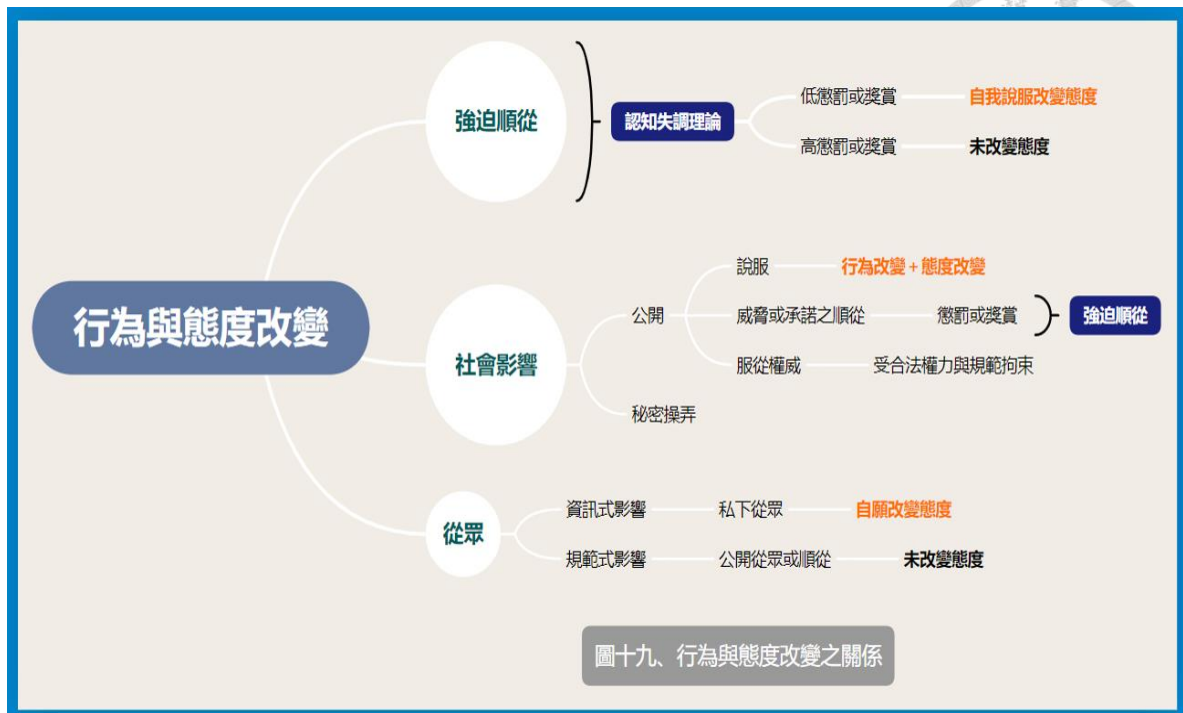 行為與態度改變
強迫順從
認知失調理論
低懲罰或獎賞
自我說服改變態度
高懲罰或獎賞
未改變態度
社會影響
公開
說服
行為改變 + 態度改變
威脅或承諾之順從
懲罰或獎賞
強迫順從
服從權威
受合法權力與規範拘束
秘密操弄
從眾
資訊式影響
私下從眾
自願改變態度
規範式影響
公開從眾或順從
未改變態度
圖十九、行為與態度改變之關係